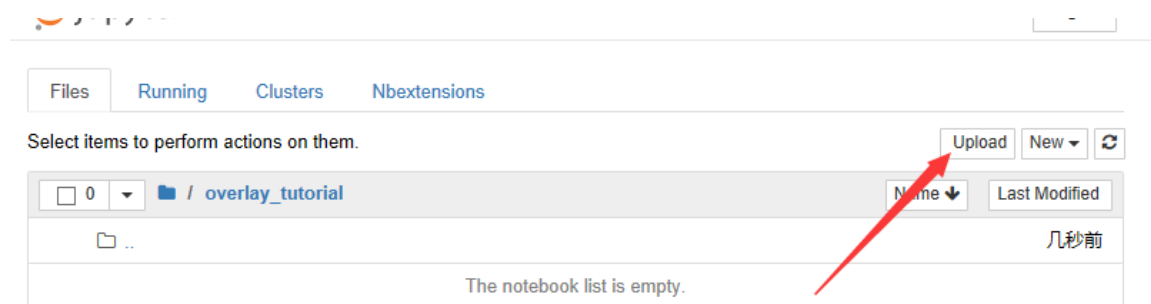 Files Running Clusters Nbextensions
Select items to perform actions on them. Upload New
0 / overlay_tutorial Name Last Modified
.. 几秒前
The notebook list is empty.